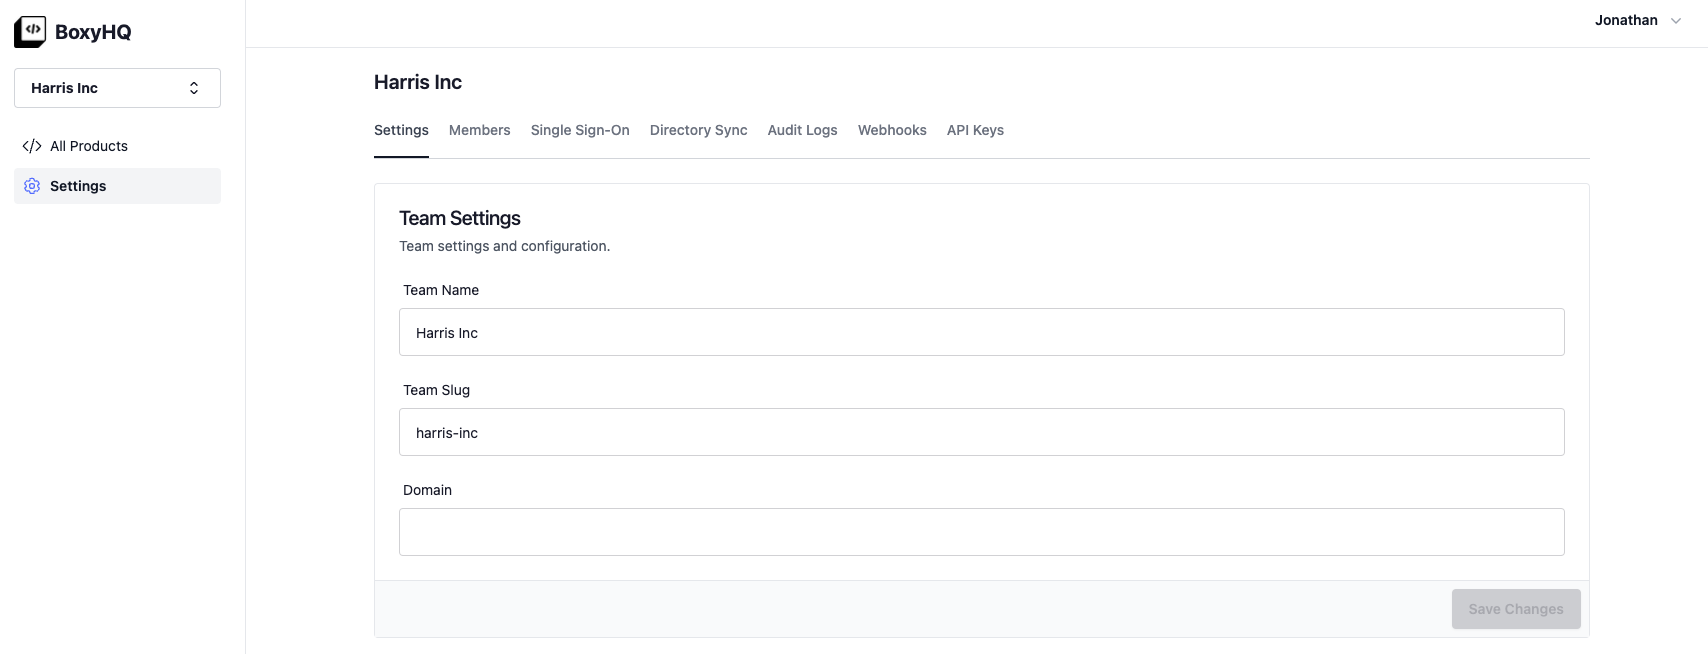 BoxyHQ
Jonathan
Harris Inc
All Products
Settings
Harris Inc
Settings Members Single Sign-On Directory Sync Audit Logs Webhooks API Keys
Team Settings
Team settings and configuration.
Team Name
Harris Inc
Team Slug
harris-inc
Domain
Save Changes